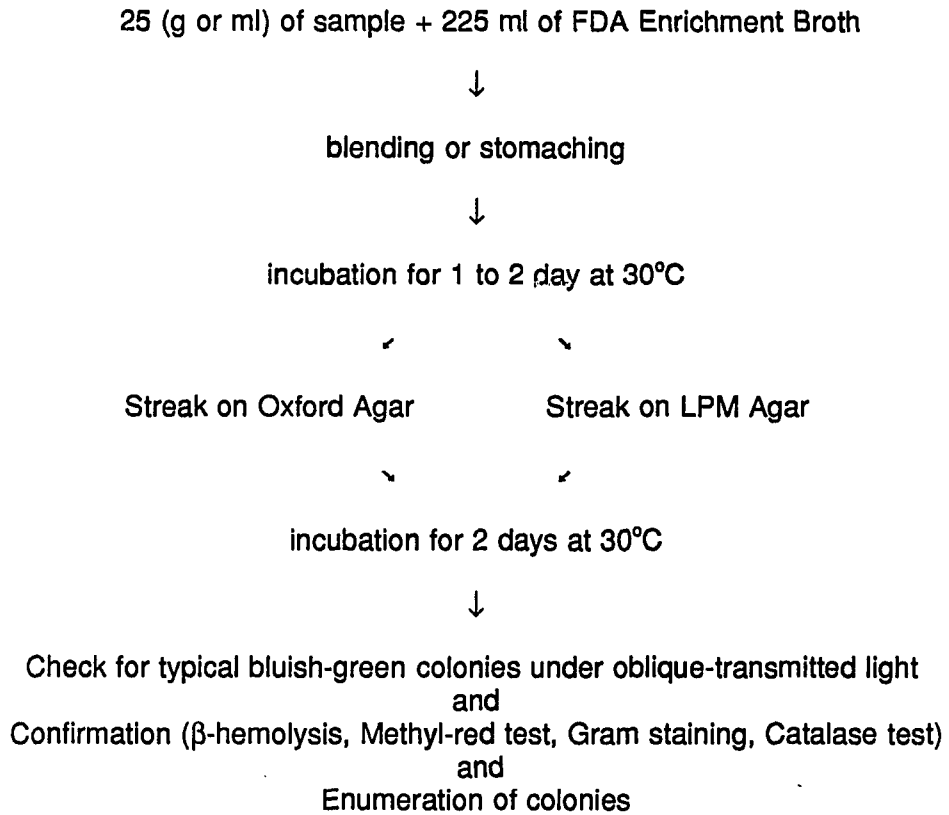 25 (g or ml) of sample + 225 ml of FDA Enrichment Broth
↓
blending or stomaching
↓
incubation for 1 to 2 day at 30°C
↙ ↘
Streak on Oxford Agar Streak on LPM Agar
↘ ↙
incubation for 2 days at 30°C
↓
Check for typical bluish-green colonies under oblique-transmitted light
and
Confirmation (β-hemolysis, Methyl-red test, Gram staining, Catalase test)
and
Enumeration of colonies